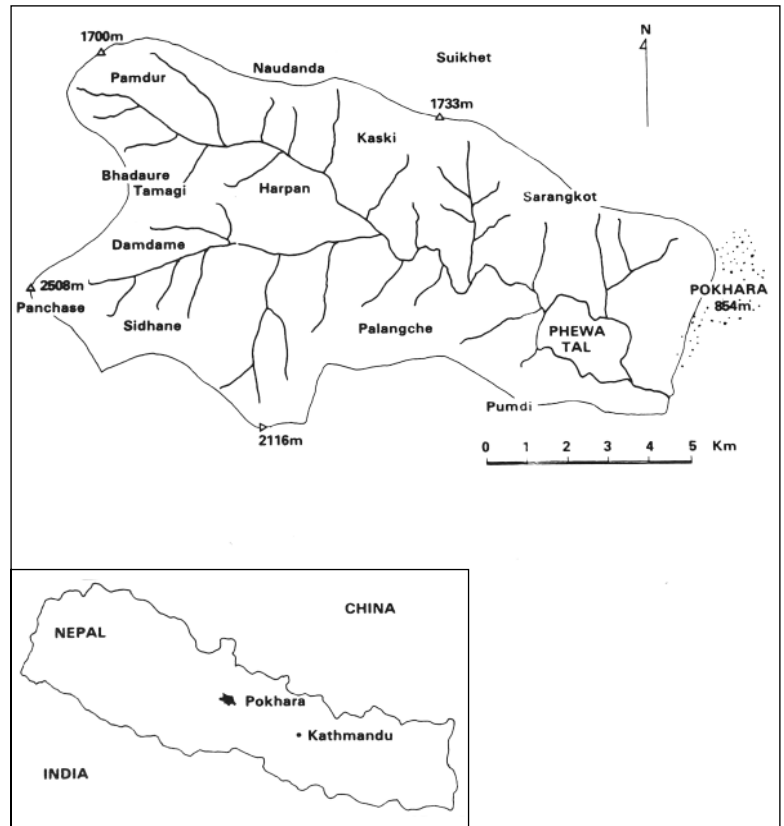 1700m
N
Pamdur
Naudanda
Suikhet
1733m
Kaski
Bhadaure
Tamagi
Harpan
Sarangkot
Damdame
2508m
Panchase
POKHARA
854m.
Sidhane
Palangche
PHEWA
TAL
Pumdi
2116m
0 1 2 3 4 5 Km
CHINA
NEPAL
Pokhara
Kathmandu
INDIA